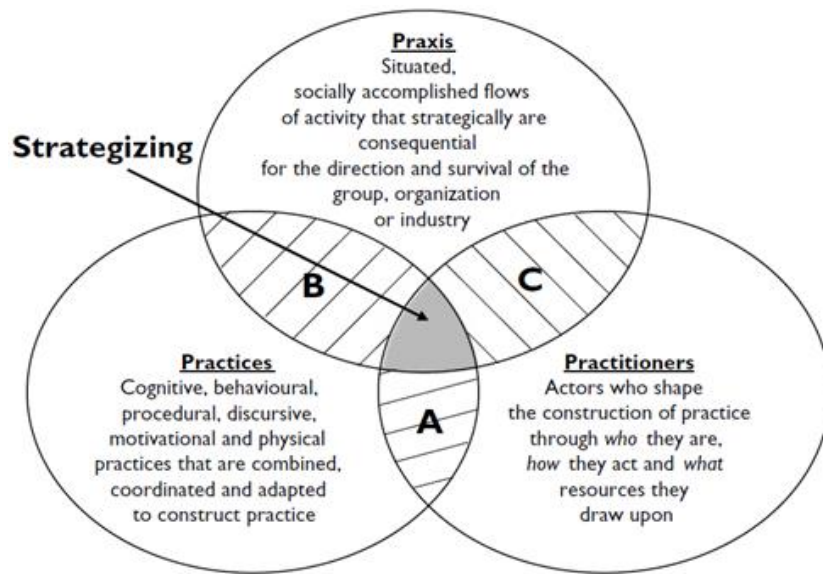 Praxis
Situated,
socially accomplished flows
of activity that strategically are
consequential
for the direction and survival of the
group, organization
or industry
Strategizing
B
C
Practices
Cognitive, behavioural,
procedural, discursive,
motivational and physical
practices that are combined,
coordinated and adapted
to construct practice
A
Practitioners
Actors who shape
the construction of practice
through who they are,
how they act and what
resources they
draw upon